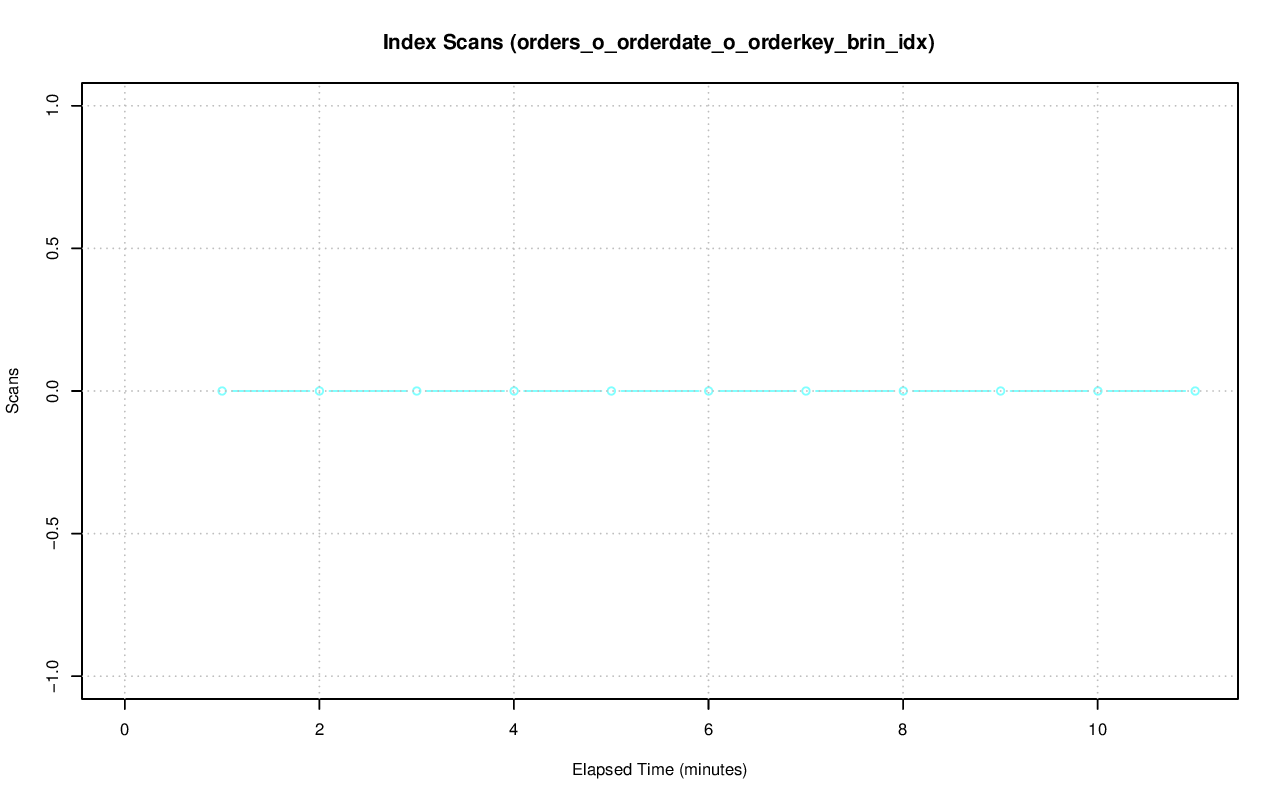 Index Scans (orders_o_orderdate_o_orderkey_brin_idx)
1.0
0.5
0.0
−0.5
−1.0
Scans
0 2 4 6 8 10
Elapsed Time (minutes)